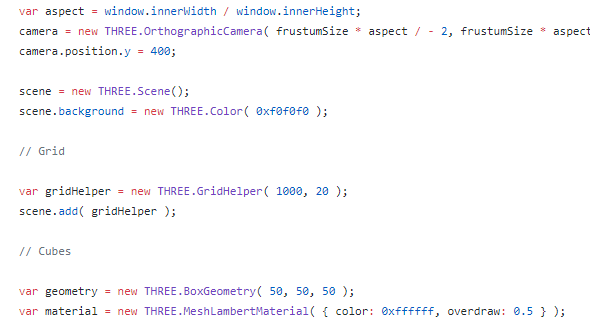 var aspect = window.innerWidth / window.innerHeight;
camera = new THREE.OrthographicCamera( frustumSize * aspect / - 2, frustumSize * aspect
camera.position.y = 400;
scene = new THREE.Scene();
scene.background = new THREE.Color( 0xf0f0f0 );
// Grid
var gridHelper = new THREE.GridHelper( 1000, 20 );
scene.add( gridHelper );
// Cubes
var geometry = new THREE.BoxGeometry( 50, 50, 50 );
var material = new THREE.MeshLambertMaterial( { color: 0xffffff, overdraw: 0.5 } );